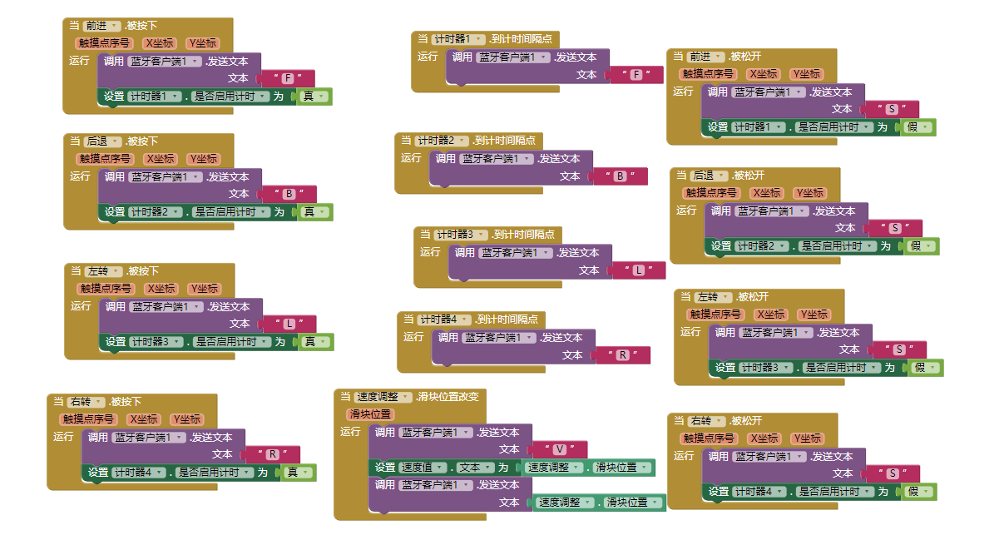 当 前进 .被按下
触摸点序号 X坐标 Y坐标
运行 调用 蓝牙客户端1 .发送文本
文本 “ F ”
设置 计时器1 . 是否启用计时 为 真
当 后退 .被按下
触摸点序号 X坐标 Y坐标
运行 调用 蓝牙客户端1 .发送文本
文本 “ B ”
设置 计时器2 . 是否启用计时 为 真
当 左转 .被按下
触摸点序号 X坐标 Y坐标
运行 调用 蓝牙客户端1 .发送文本
文本 “ L ”
设置 计时器3 . 是否启用计时 为 真
当 右转 .被按下
触摸点序号 X坐标 Y坐标
运行 调用 蓝牙客户端1 .发送文本
文本 “ R ”
设置 计时器4 . 是否启用计时 为 真
当 计时器1 .到计时间隔点
运行 调用 蓝牙客户端1 .发送文本
文本 “ F ”
当 计时器2 .到计时间隔点
运行 调用 蓝牙客户端1 .发送文本
文本 “ B ”
当 计时器3 .到计时间隔点
运行 调用 蓝牙客户端1 .发送文本
文本 “ L ”
当 计时器4 .到计时间隔点
运行 调用 蓝牙客户端1 .发送文本
文本 “ R ”
当 速度调整 .滑块位置改变
滑块位置
运行 调用 蓝牙客户端1 .发送文本
文本 “ V ”
设置 速度值 . 文本 为 速度调整 . 滑块位置
调用 蓝牙客户端1 .发送文本
文本 速度调整 . 滑块位置
当 前进 .被松开
触摸点序号 X坐标 Y坐标
运行 调用 蓝牙客户端1 .发送文本
文本 “ S ”
设置 计时器1 . 是否启用计时 为 假
当 后退 .被松开
触摸点序号 X坐标 Y坐标
运行 调用 蓝牙客户端1 .发送文本
文本 “ S ”
设置 计时器2 . 是否启用计时 为 假
当 左转 .被松开
触摸点序号 X坐标 Y坐标
运行 调用 蓝牙客户端1 .发送文本
文本 “ S ”
设置 计时器3 . 是否启用计时 为 假
当 右转 .被松开
触摸点序号 X坐标 Y坐标
运行 调用 蓝牙客户端1 .发送文本
文本 “ S ”
设置 计时器4 . 是否启用计时 为 假